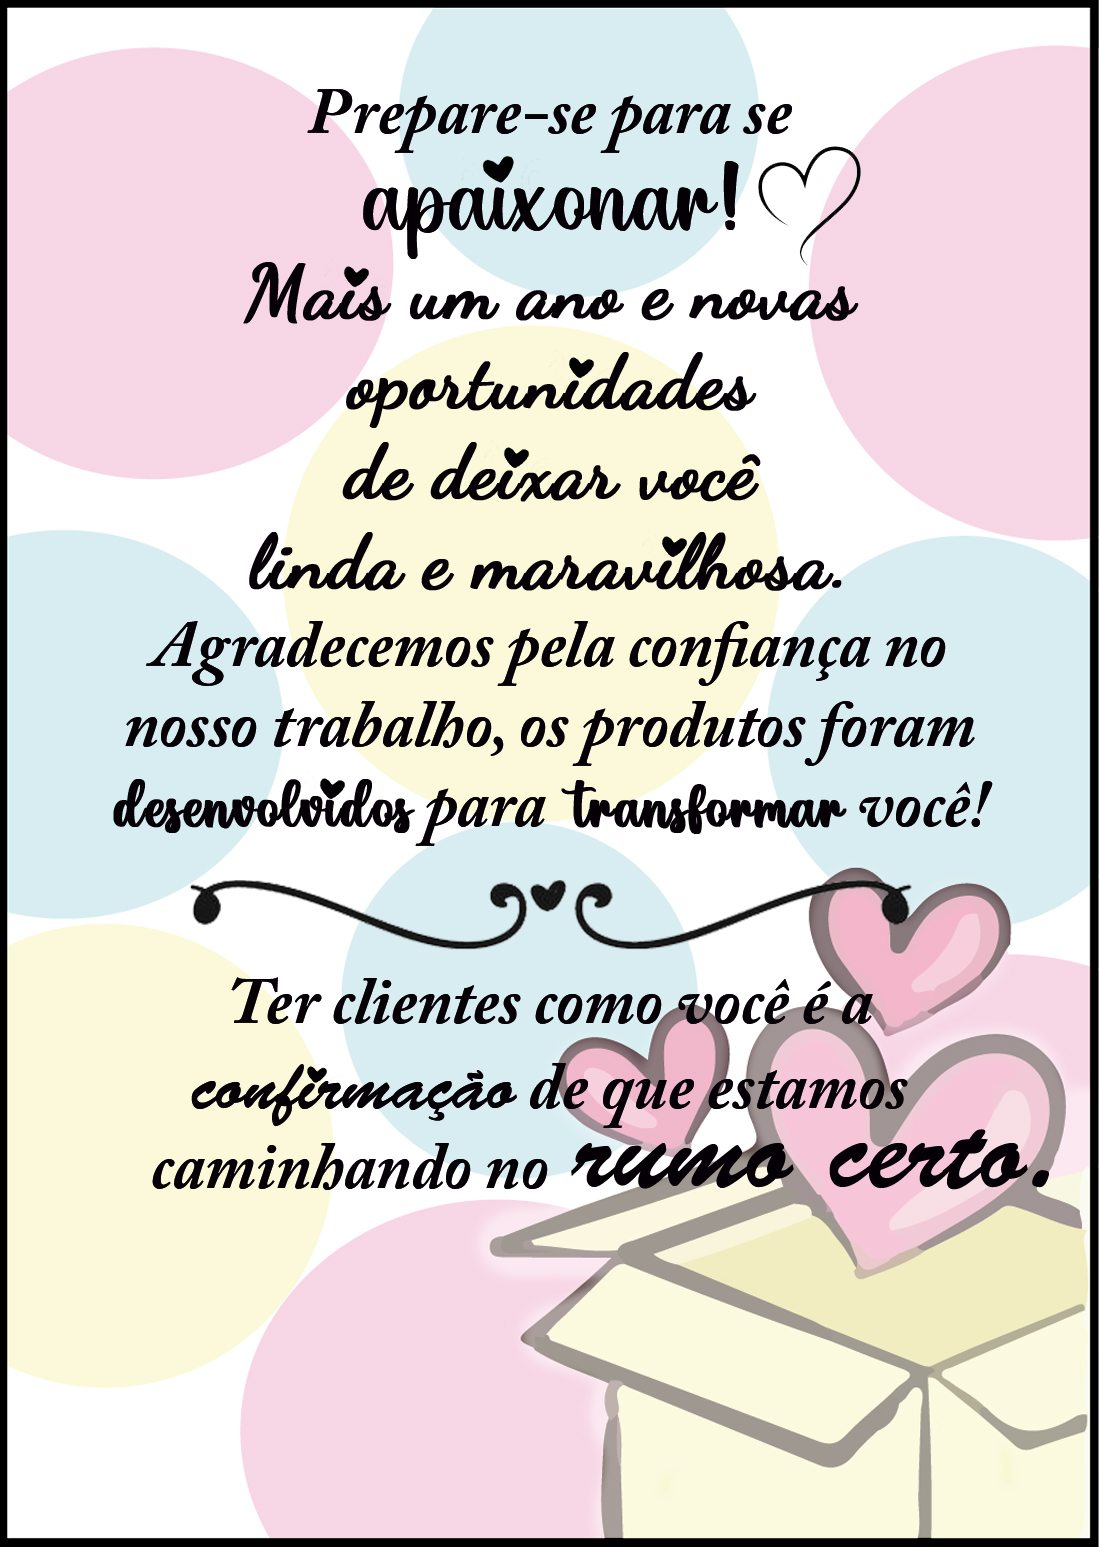 Prepare-se para se
apaixonar!
Mais um ano e novas
oportunidades
de deixar você
linda e maravilhosa.
Agradecemos pela confiança no
nosso trabalho, os produtos foram
desenvolvidos para transformar você!
Ter clientes como você é a
confirmação de que estamos
caminhando no rumo certo.